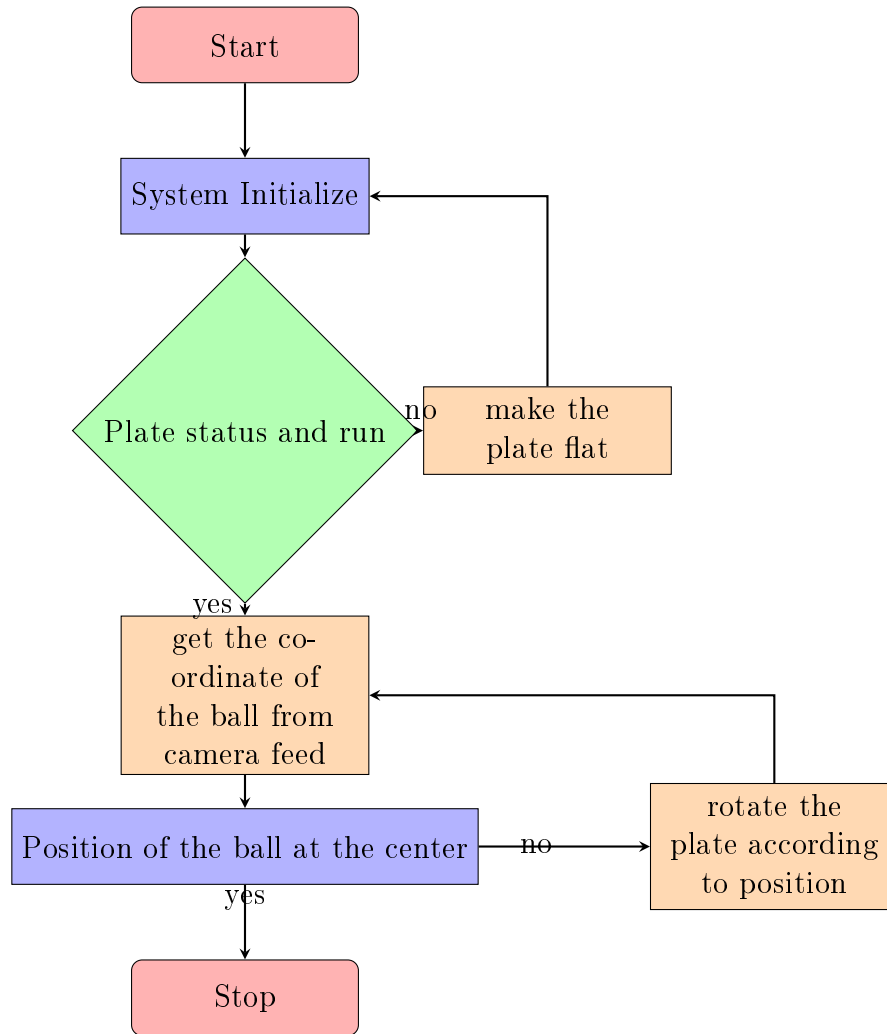 Start
System Initialize
Plate status and run
no
make the
plate flat
yes
get the co-
ordinate of
the ball from
camera feed
Position of the ball at the center
no
rotate the
plate according
to position
yes
Stop